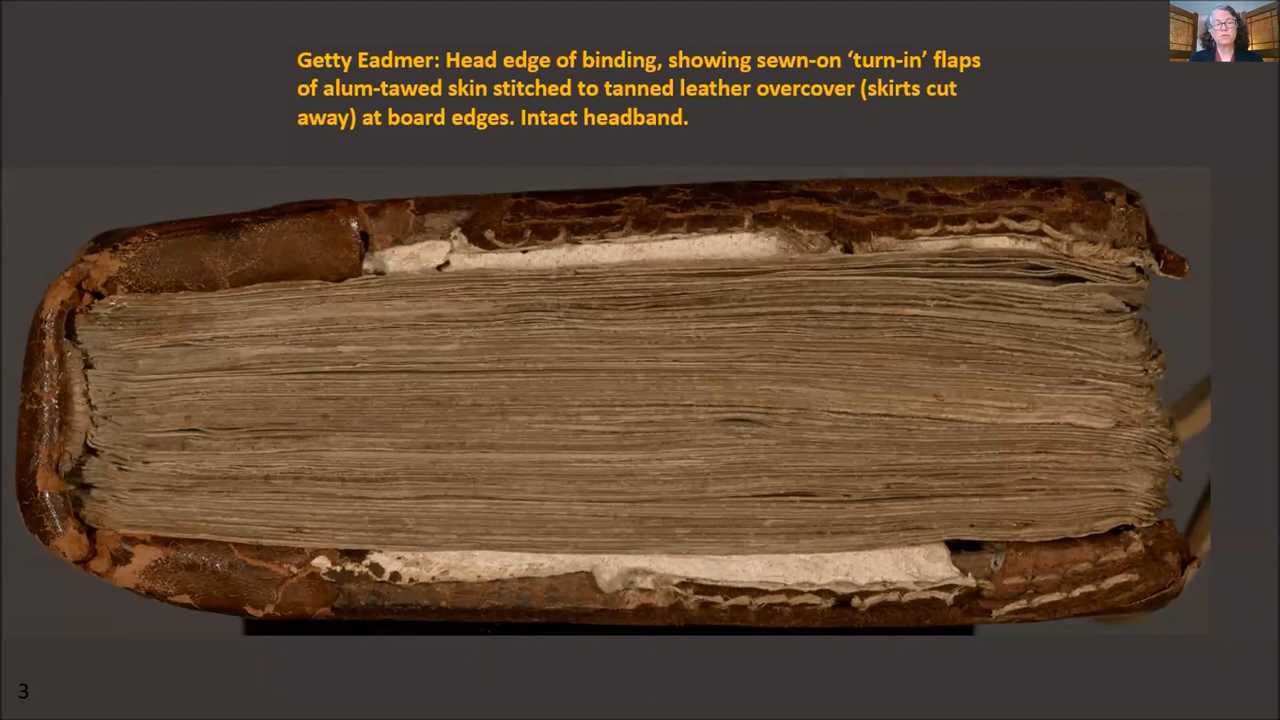 Getty Eadmer: Head edge of binding, showing sewn-on ‘turn-in’ flaps
of alum-tawed skin stitched to tanned leather overcover (skirts cut
away) at board edges. Intact headband.
3